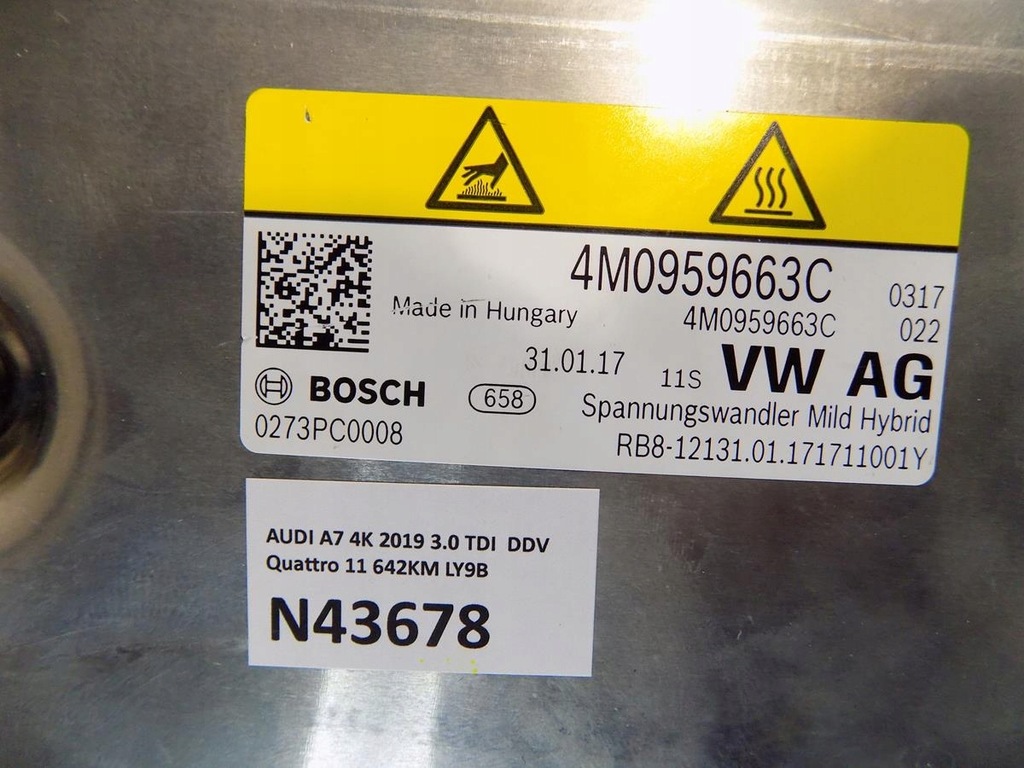 4M0959663C
0317
Made in Hungary
4M0959663C
022
31.01.17
11S
VW AG
BOSCH
658
Spannungswandler Mild Hybrid
0273PC0008
RB8-12131.01.171711001Y
AUDI A7 4K 2019 3.0 TDI DDV
Quattro 11 642KM LY9B
N43678